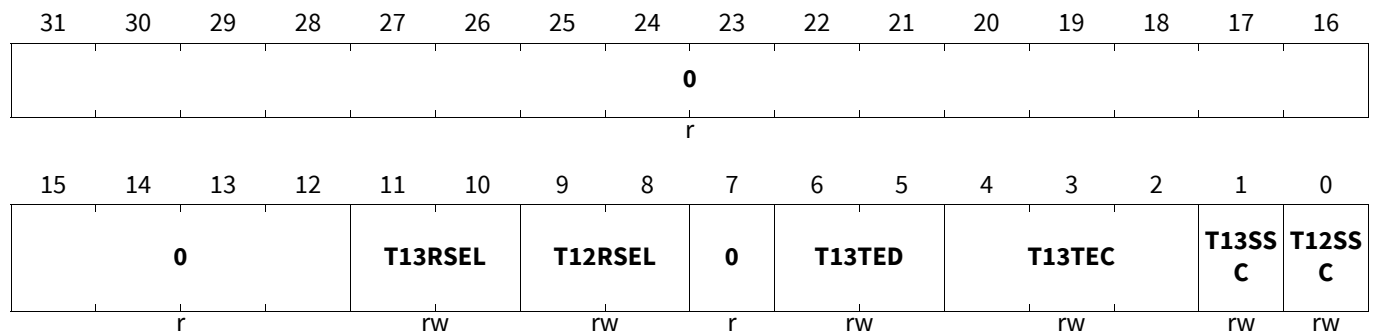 31 30 29 28 27 26 25 24 23 22 21 20 19 18 17 16
0
r
15 14 13 12 11 10 9 8 7 6 5 4 3 2 1 0
0 T13RSEL T12RSEL 0 T13TED T13TEC T13SS T12SS
C C
r rw rw r rw rw rw rw